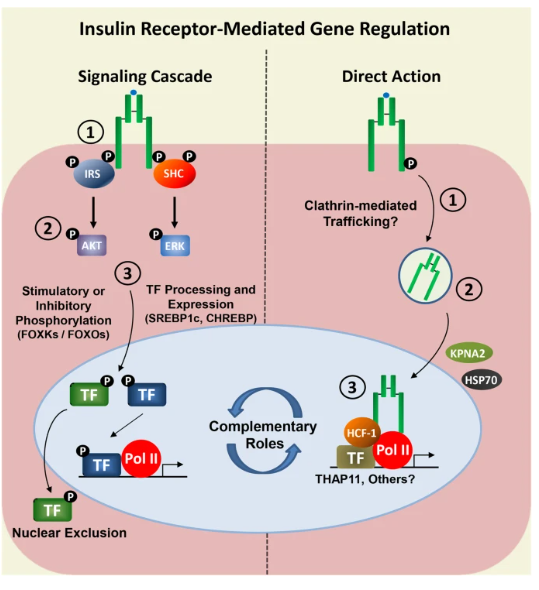 Insulin Receptor-Mediated Gene Regulation
Signaling Cascade
1
P
P
P
P
IRS
SHC
2
P
AKT
P
ERK
3
Stimulatory or
Inhibitory
Phosphorylation
(FOXKs / FOXOs)
TF Processing and
Expression
(SREBP1c, CHREBP)
TF
P
P
TF
P
TF
Pol II
TF
P
Nuclear Exclusion
Complementary
Roles
Direct Action
P
1
Clathrin-mediated
Trafficking?
2
KPNA2
HSP70
3
HCF-1
TF
Pol II
THAP11, Others?